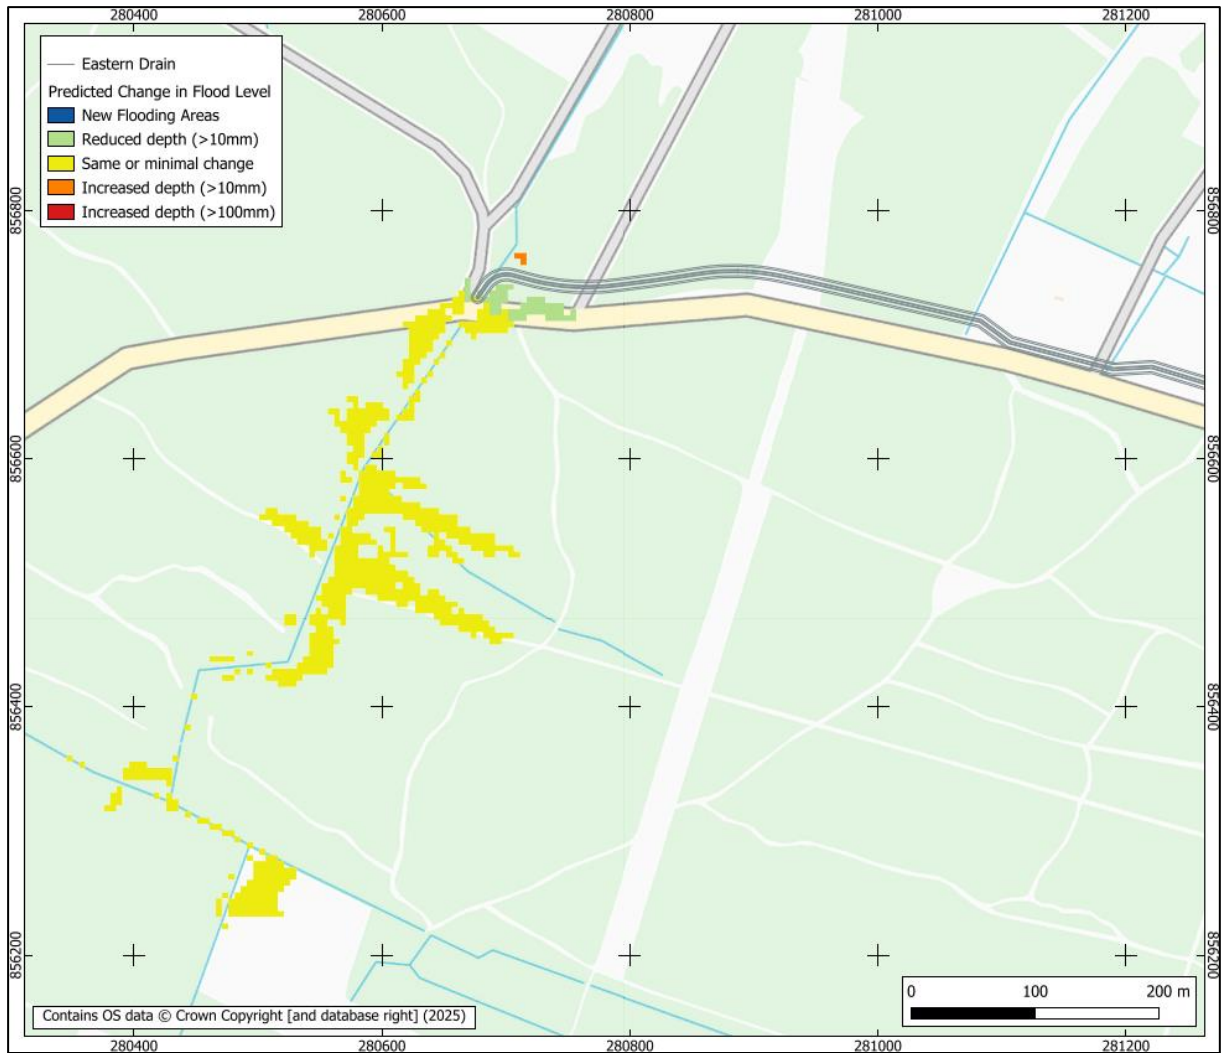 280400 280600 280800 281000 281200
Eastern Drain
Predicted Change in Flood Level
New Flooding Areas
Reduced depth (>10mm)
Same or minimal change
Increased depth (>10mm)
Increased depth (>100mm)
856800 856800
856600 856600
856400 856400
856200 856200
0 100 200 m
Contains OS data © Crown Copyright [and database right] (2025)
280400 280600 280800 281000 281200